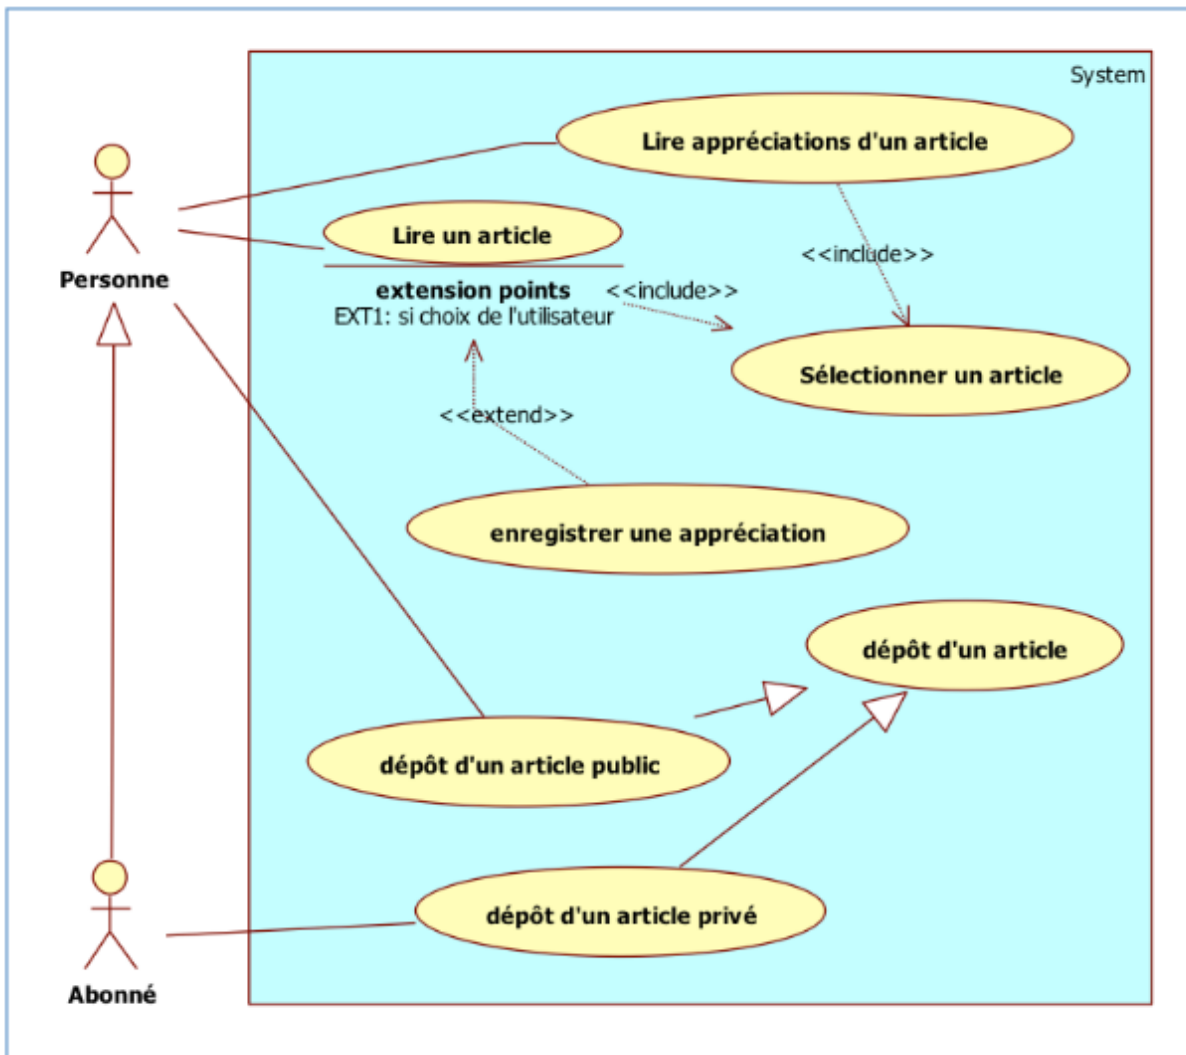 System
Lire appréciations d'un article
Lire un article
<<include>>
Personne
extension points
<<include>>
EXT1: si choix de l'utilisateur
Sélectionner un article
<<extend>>
enregistrer une appréciation
dépôt d'un article
dépôt d'un article public
dépôt d'un article privé
Abonné